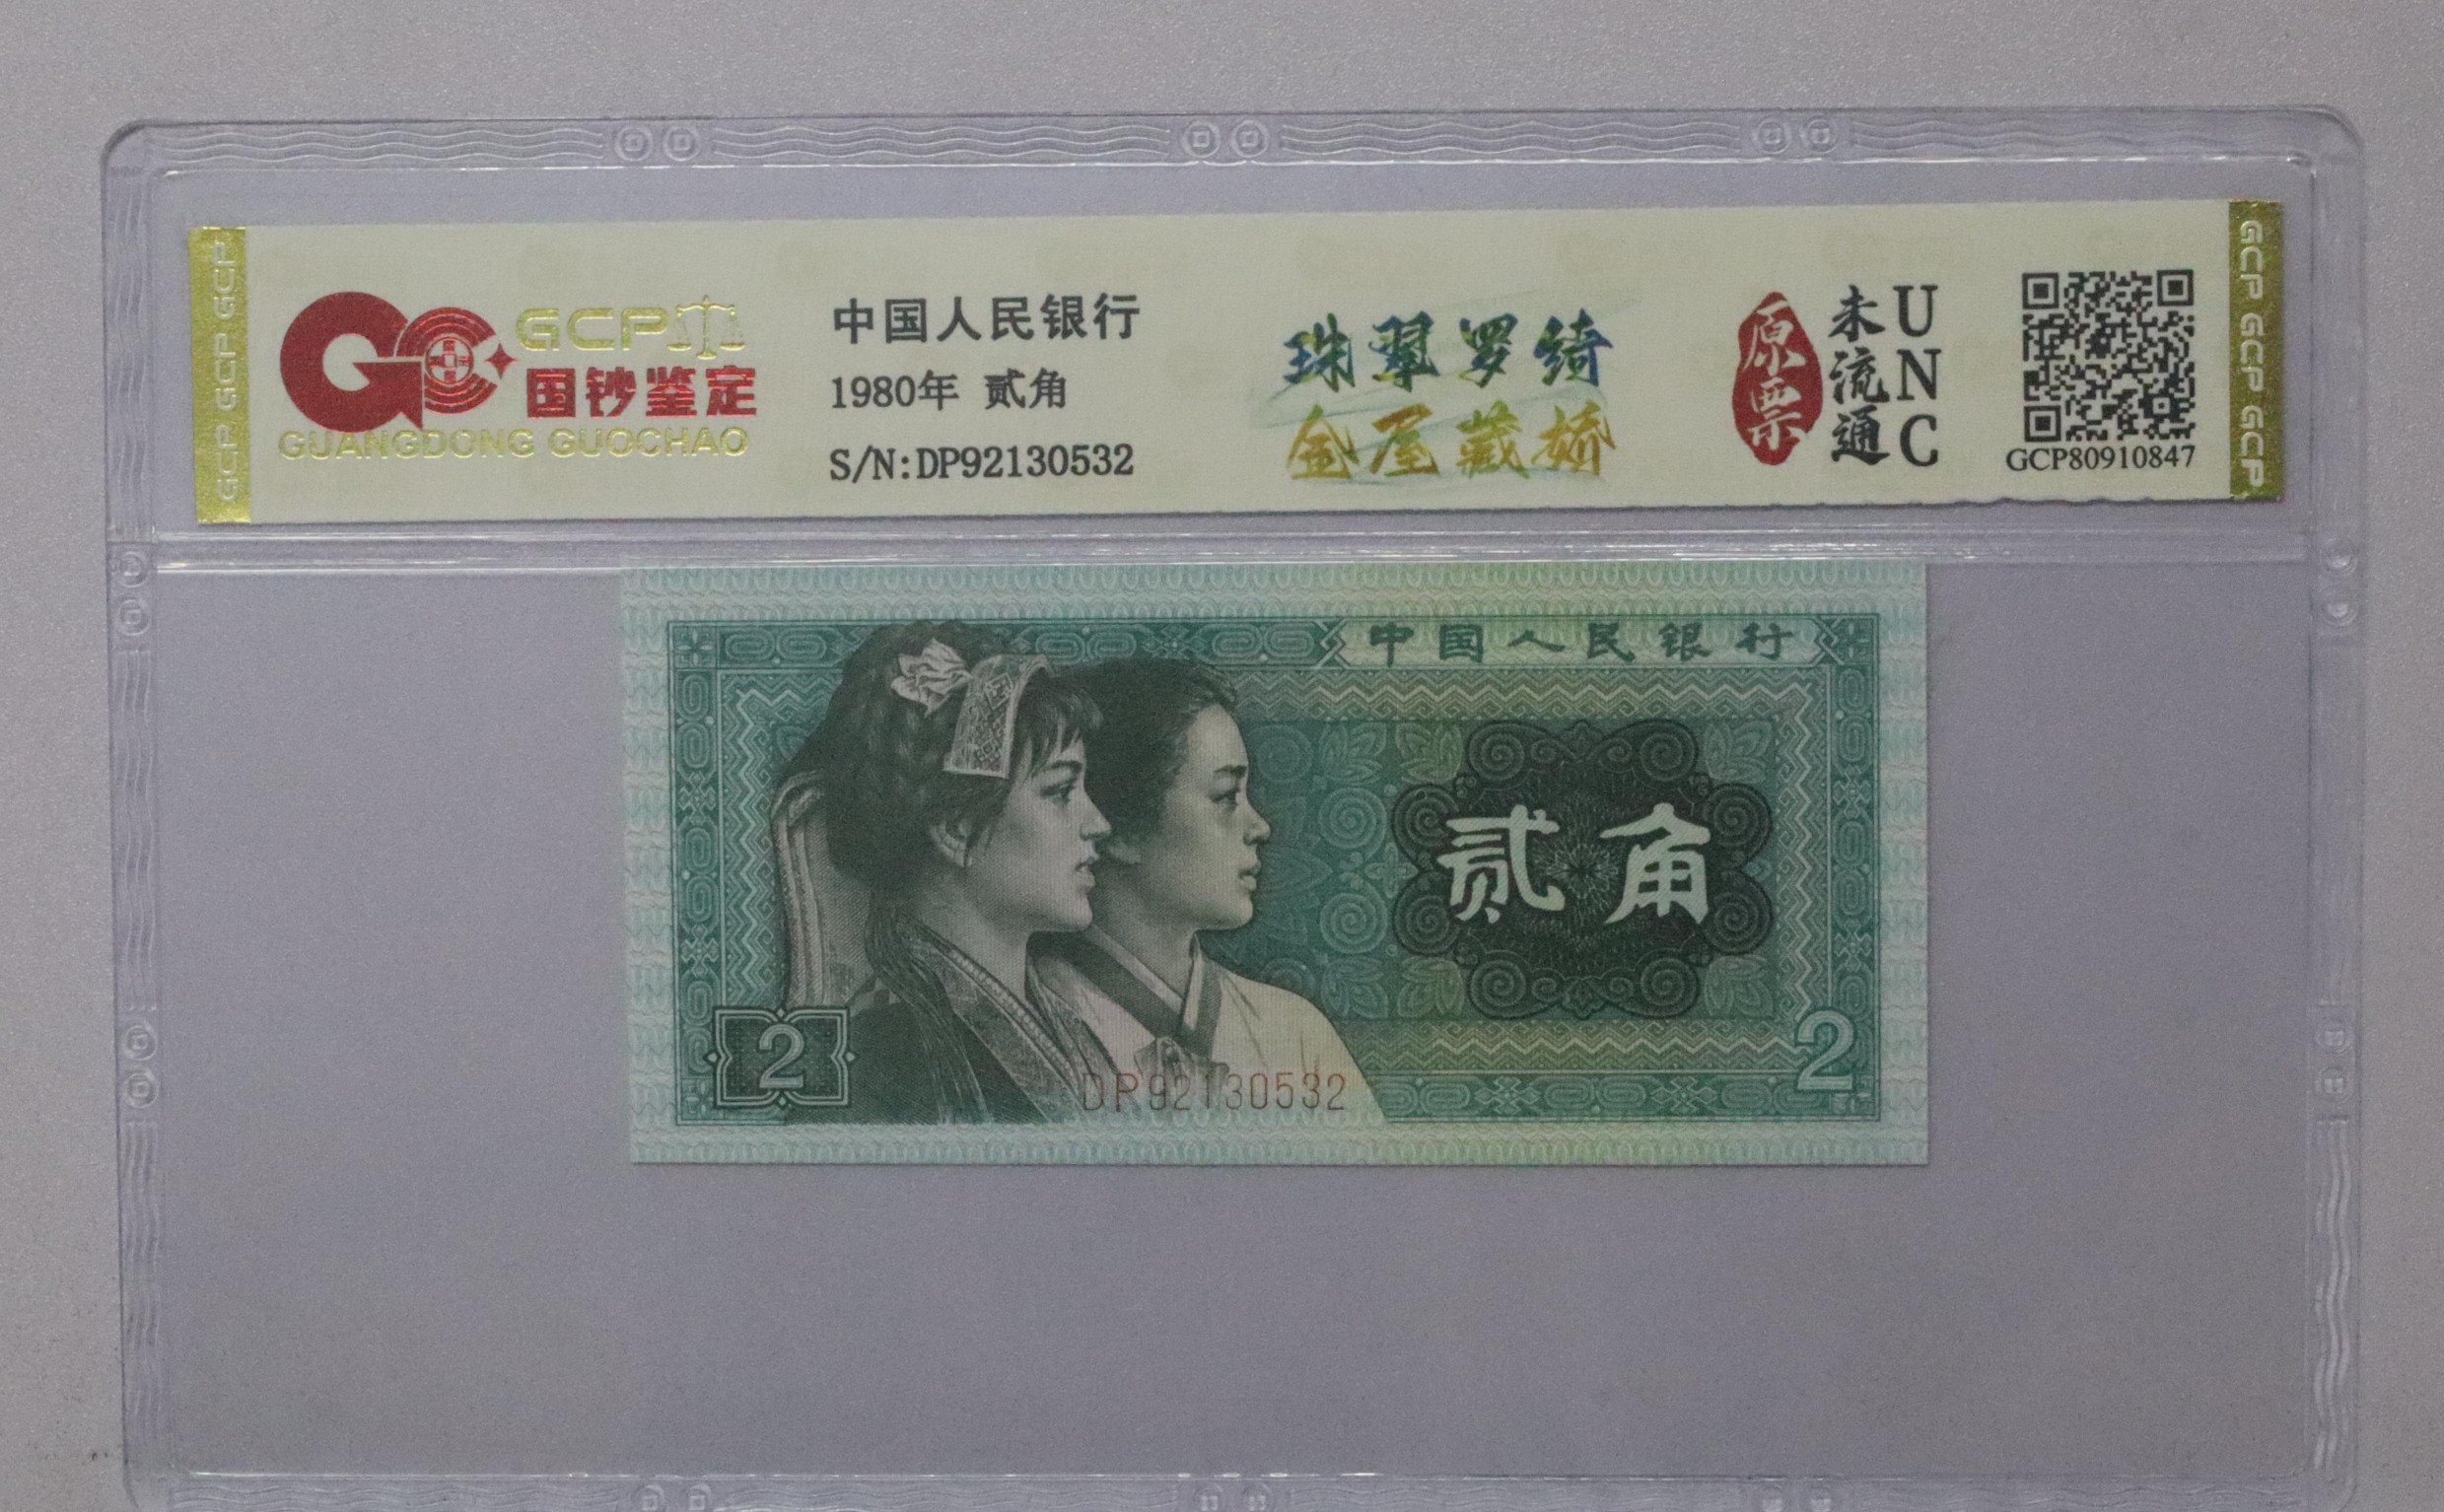 GCP GCP GCP
GCP
国钞鉴定
GUANGDONG GUOCHAO
中国人民银行
1980年 贰角
S/N:DP92130532
珠翠罗绮
金屋藏娇
原票
未流通
UNC
GCP80910847
GCP GCP GCP GCP
中国人民银行
贰角
2
DP92130532
2